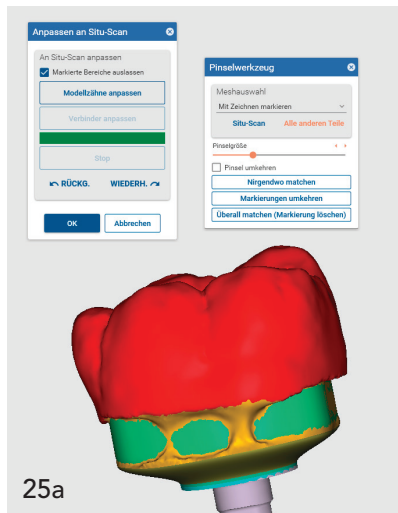 Anpassen an Situ-Scan
An Situ-Scan anpassen
Markierte Bereiche auslassen
Modellzähne anpassen
Verbinder anpassen
Stop
RÜCKG. WIEDERH.
OK Abbrechen
Pinselwerkzeug
Meshauswahl
Mit Zeichnen markieren
Situ-Scan Alle anderen Teile
Pinselgröße
Pinsel umkehren
Nirgendwo matchen
Markierungen umkehren
Überall matchen (Markierung löschen)
25a